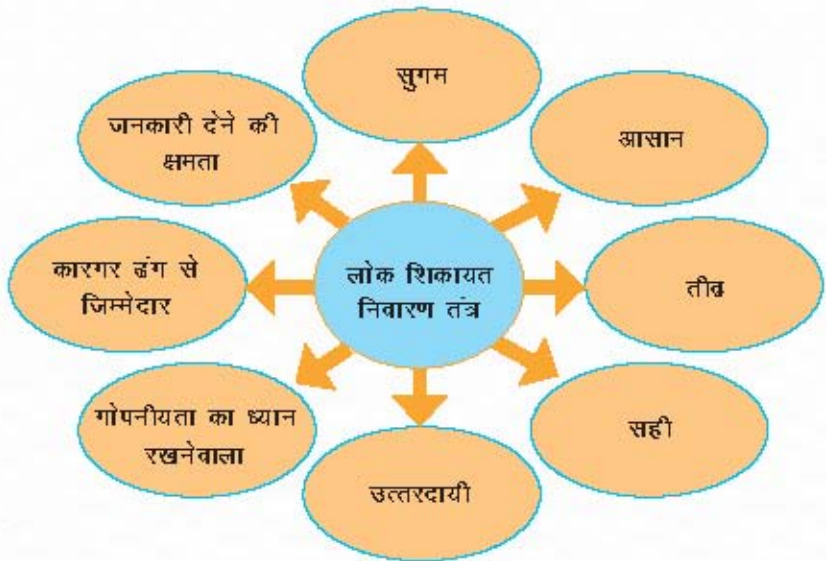 सुगम
आसान
तीव्र
सही
उत्तरदायी
गोपनीयता का ध्यान
रखनेवाला
कारगर ढंग से
जिम्मेदार
जनकारी देने की
क्षमता
लोक शिकायत
निवारण तंत्र